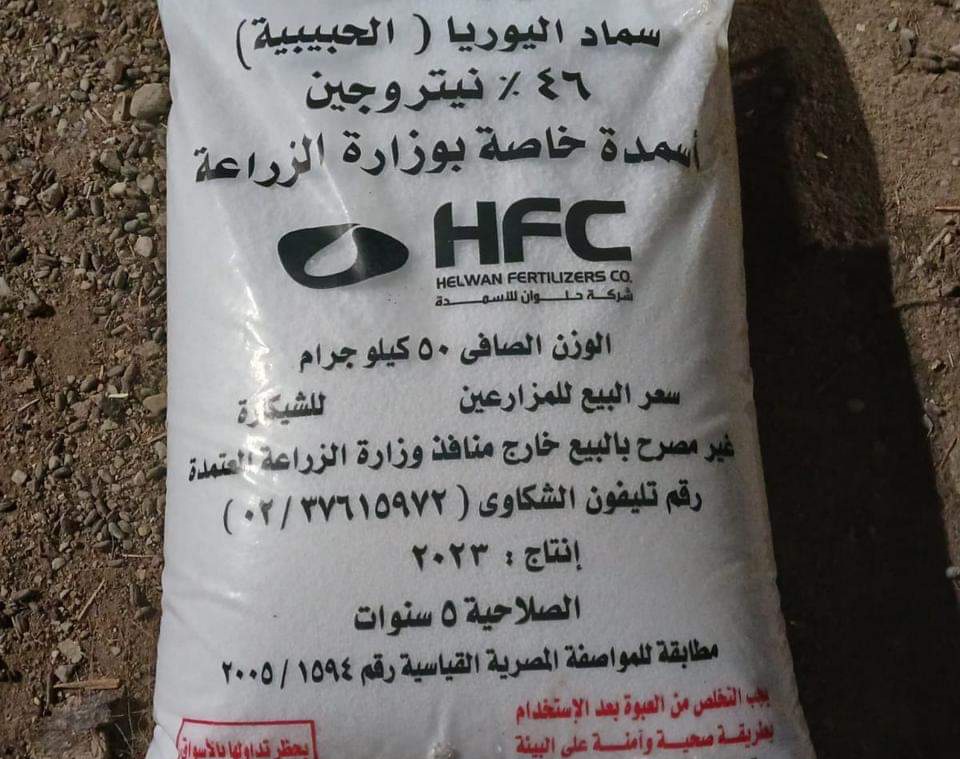 سماد اليوريا ( الحبيبية )
٤٦ ٪ نيتروجين
أسمدة خاصة بوزارة الزراعة
HFC
HELWAN FERTILIZERS CO.
شركة حلوان للأسمدة
الوزن الصافى ٥٠ كيلو جرام
سعر البيع للمزارعين للشيكارة
غير مصرح بالبيع خارج منافذ وزارة الزراعة المعتمدة
رقم تليفون الشكاوى ( ٠٢/٣٧٦١٥٩٧٢ )
إنتاج : ٢٠٢٣
الصلاحية ٥ سنوات
مطابقة للمواصفة المصرية القياسية رقم ١٥٩٤ / ٢٠٠٥
يجب التخلص من العبوة بعد الإستخدام
بطريقة صحية وآمنة على البيئة
يحظر تداولها بالأسواق